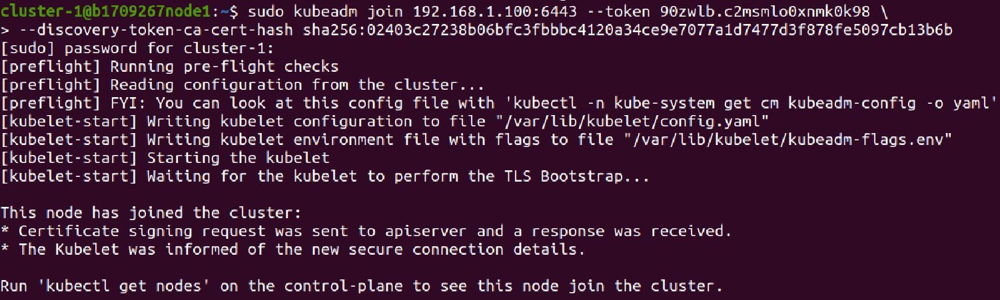 cluster-1@b1709267node1:~$ sudo kubeadm join 192.168.1.100:6443 --token 90zwlb.c2msmlo0xnmk0k98 \
> --discovery-token-ca-cert-hash sha256:02403c27238b06bfc3fbbbc4120a34ce9e7077a1d7477d3f878fe5097cb13b6b
[sudo] password for cluster-1:
[preflight] Running pre-flight checks
[preflight] Reading configuration from the cluster...
[preflight] FYI: You can look at this config file with 'kubectl -n kube-system get cm kubeadm-config -o yaml'
[kubelet-start] Writing kubelet configuration to file "/var/lib/kubelet/config.yaml"
[kubelet-start] Writing kubelet environment file with flags to file "/var/lib/kubelet/kubeadm-flags.env"
[kubelet-start] Starting the kubelet
[kubelet-start] Waiting for the kubelet to perform the TLS Bootstrap...
This node has joined the cluster:
* Certificate signing request was sent to apiserver and a response was received.
* The Kubelet was informed of the new secure connection details.
Run 'kubectl get nodes' on the control-plane to see this node join the cluster.